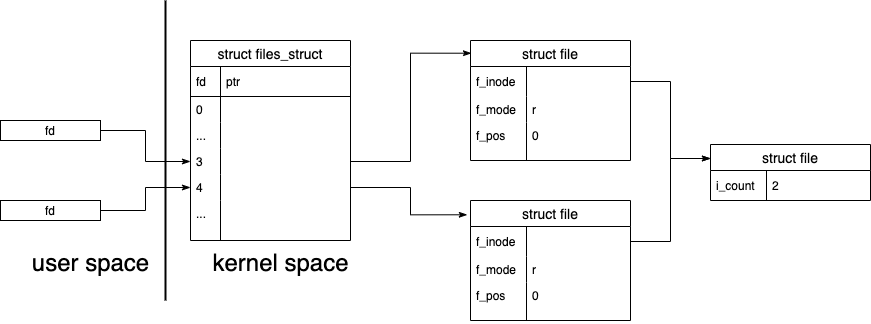 fd
fd
user space
struct files_struct
fd ptr
0
...
3
4
...
kernel space
struct file
f_inode
f_mode r
f_pos 0
struct file
f_inode
f_mode r
f_pos 0
struct file
i_count 2